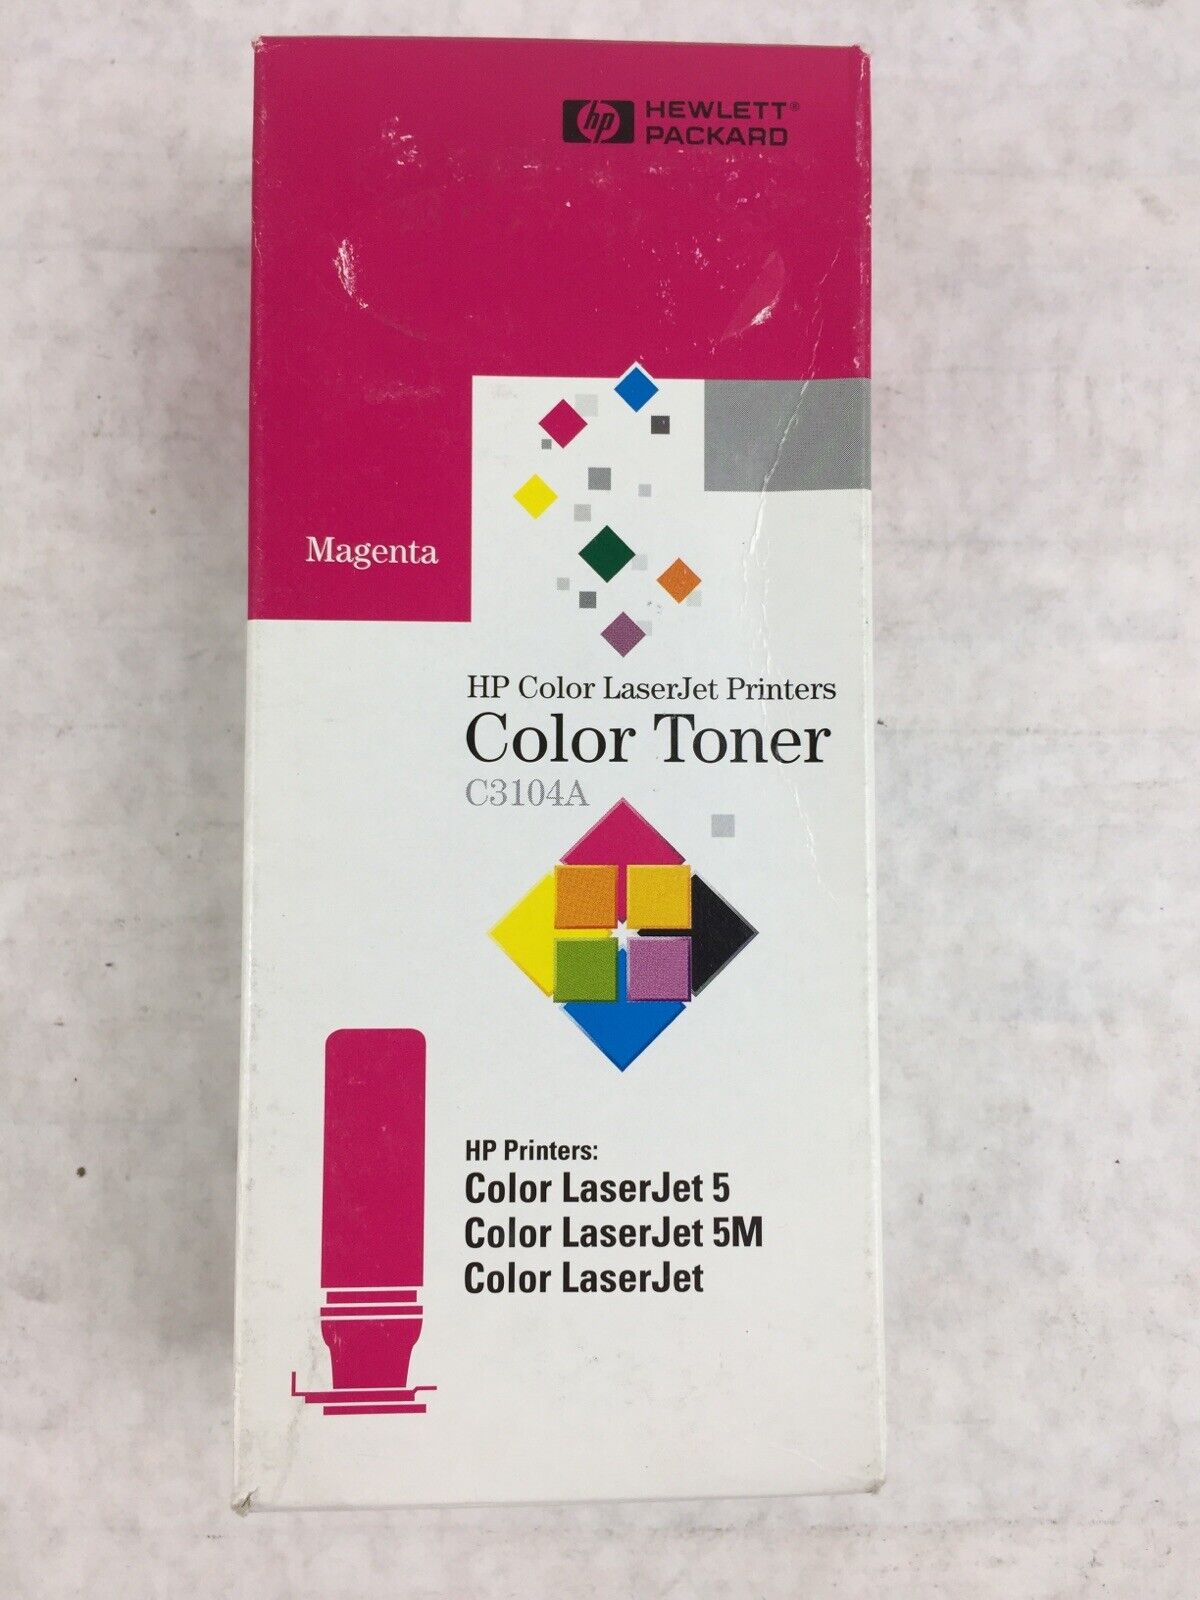 hp HEWLETT®
PACKARD
Magenta
HP Color LaserJet Printers
Color Toner
C3104A
HP Printers:
Color LaserJet 5
Color LaserJet 5M
Color LaserJet